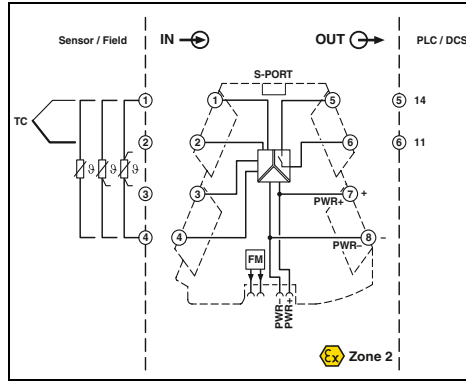 Sensor / Field
IN
OUT
PLC / DCS
S-PORT
TC
1
1
5
5
14
2
2
6
6
11
ϑ
ϑ
ϑ
3
3
7
+
PWR+
4
4
8
–
PWR–
FM
PWR–
PWR+
Ex
Zone 2